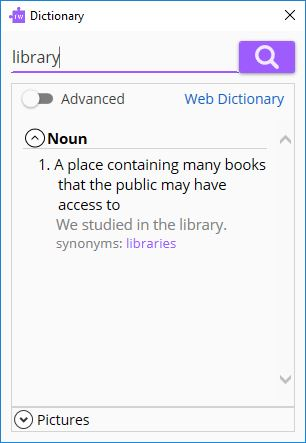 rw Dictionary
library
Advanced Web Dictionary
Noun
1. A place containing many books
that the public may have
access to
We studied in the library.
synonyms: libraries
Pictures